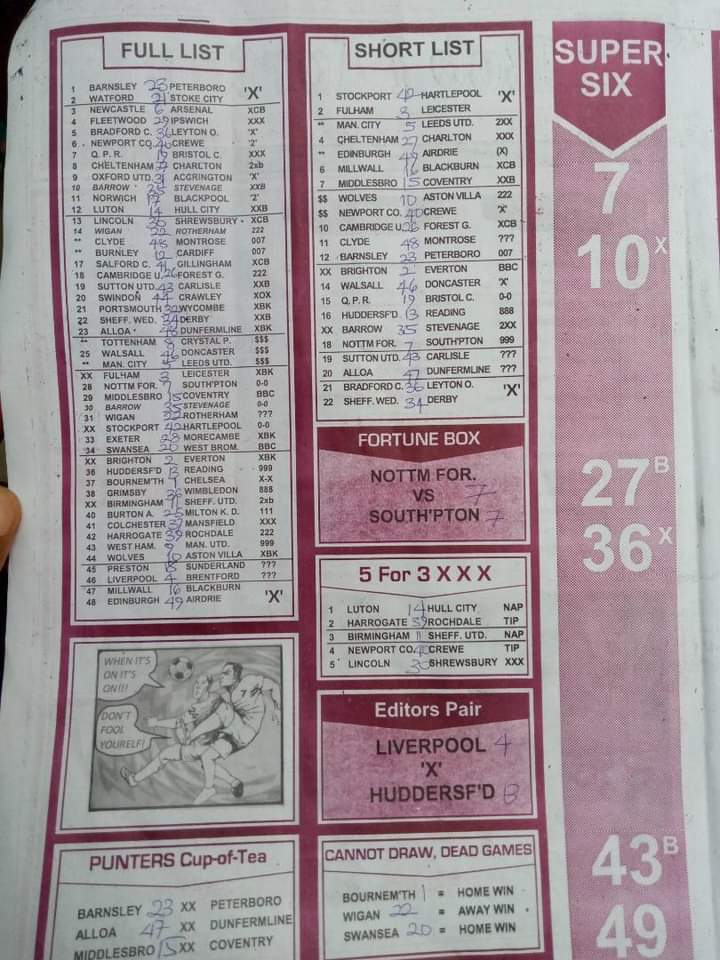 FULL LIST
1 BARNSLEY 23 PETERBORO 'X'
2 WATFORD 21 STOKE CITY
3 NEWCASTLE 6 ARSENAL XCB
4 FLEETWOOD 29 IPSWICH XXX
5 BRADFORD C. 36 LEYTON O. 'X'
6 NEWPORT CO. 40 CREWE '2'
7 Q. P. R. 19 BRISTOL C. XXX
8 CHELTENHAM 27 CHARLTON 2xb
9 OXFORD UTD. 31 ACCRINGTON 'X'
10 BARROW 35 STEVENAGE XXB
11 NORWICH 17 BLACKPOOL '2'
12 LUTON 14 HULL CITY XXB
13 LINCOLN 30 SHREWSBURY XCB
14 WIGAN 22 ROTHERHAM 222
** CLYDE 48 MONTROSE 007
** BURNLEY 12 CARDIFF 007
17 SALFORD C. 41 GILLINGHAM XCB
18 CAMBRIDGE U. 26 FOREST G. 222
19 SUTTON UTD. 43 CARLISLE XXB
20 SWINDON 44 CRAWLEY XOX
21 PORTSMOUTH 32 WYCOMBE XBK
22 SHEFF. WED. 34 DERBY XXB
23 ALLOA 47 DUNFERMLINE XBK
** TOTTENHAM 8 CRYSTAL P. $$$
25 WALSALL 46 DONCASTER $$$
** MAN. CITY 5 LEEDS UTD. $$$
XX FULHAM 3 LEICESTER XBK
28 NOTTM FOR. 7 SOUTH'PTON 0-0
29 MIDDLESBRO 15 COVENTRY BBC
30 BARROW 35 STEVENAGE 0-0
31 WIGAN 22 ROTHERHAM ???
XX STOCKPORT 42 HARTLEPOOL 0-0
33 EXETER 28 MORECAMBE XBK
34 SWANSEA 20 WEST BROM. BBC
XX BRIGHTON 2 EVERTON XBK
36 HUDDERSF'D 13 READING 999
37 BOURNEM'TH 1 CHELSEA X-X
38 GRIMSBY WIMBLEDON 888
XX BIRMINGHAM 11 SHEFF. UTD. 2xb
40 BURTON A. 25 MILTON K. D. 111
41 COLCHESTER 37 MANSFIELD XXX
42 HARROGATE 39 ROCHDALE 222
43 WEST HAM. 9 MAN. UTD. 999
44 WOLVES 10 ASTON VILLA XBK
45 PRESTON 18 SUNDERLAND ???
46 LIVERPOOL 4 BRENTFORD ???
47 MILLWALL 16 BLACKBURN 'X'
48 EDINBURGH 49 AIRDRIE
SHORT LIST
1 STOCKPORT 42 HARTLEPOOL 'X'
2 FULHAM 3 LEICESTER
** MAN. CITY 5 LEEDS UTD. 2XX
4 CHELTENHAM 27 CHARLTON XXX
** EDINBURGH 49 AIRDRIE (X)
6 MILLWALL 16 BLACKBURN XCB
7 MIDDLESBRO 15 COVENTRY XXB
$$ WOLVES 10 ASTON VILLA 222
$$ NEWPORT CO. 40 CREWE 'X'
10 CAMBRIDGE U. 26 FOREST G. XCB
11 CLYDE 48 MONTROSE ???
12 BARNSLEY 23 PETERBORO 007
XX BRIGHTON 2 EVERTON BBC
14 WALSALL 46 DONCASTER 'X'
15 Q. P. R. 19 BRISTOL C. 0-0
16 HUDDERSF'D 13 READING 888
XX BARROW 35 STEVENAGE 2XX
18 NOTTM FOR. 7 SOUTH'PTON 999
19 SUTTON UTD. 43 CARLISLE ???
20 ALLOA 47 DUNFERMLINE ???
21 BRADFORD C. 36 LEYTON O. 'X'
22 SHEFF. WED. 34 DERBY
FORTUNE BOX
NOTTM FOR.
VS 7
SOUTH'PTON 7
5 For 3 X X X
1 LUTON 14 HULL CITY NAP
2 HARROGATE 39 ROCHDALE TIP
3 BIRMINGHAM 11 SHEFF. UTD. NAP
4 NEWPORT CO. 40 CREWE TIP
5 LINCOLN 30 SHREWSBURY XXX
Editors Pair
LIVERPOOL 4
'X'
HUDDERSF'D 13
WHEN IT'S
ON IT'S
ON!!!
DON'T
FOOL
YOURELF!
PUNTERS Cup-of-Tea
BARNSLEY 23 XX PETERBORO
ALLOA 47 XX DUNFERMLINE
MIDDLESBRO 15 XX COVENTRY
CANNOT DRAW, DEAD GAMES
BOURNEM'TH 1 = HOME WIN
WIGAN 22 = AWAY WIN
SWANSEA 20 = HOME WIN
SUPER
SIX
7
10 X
27 B
36 X
43 B
49